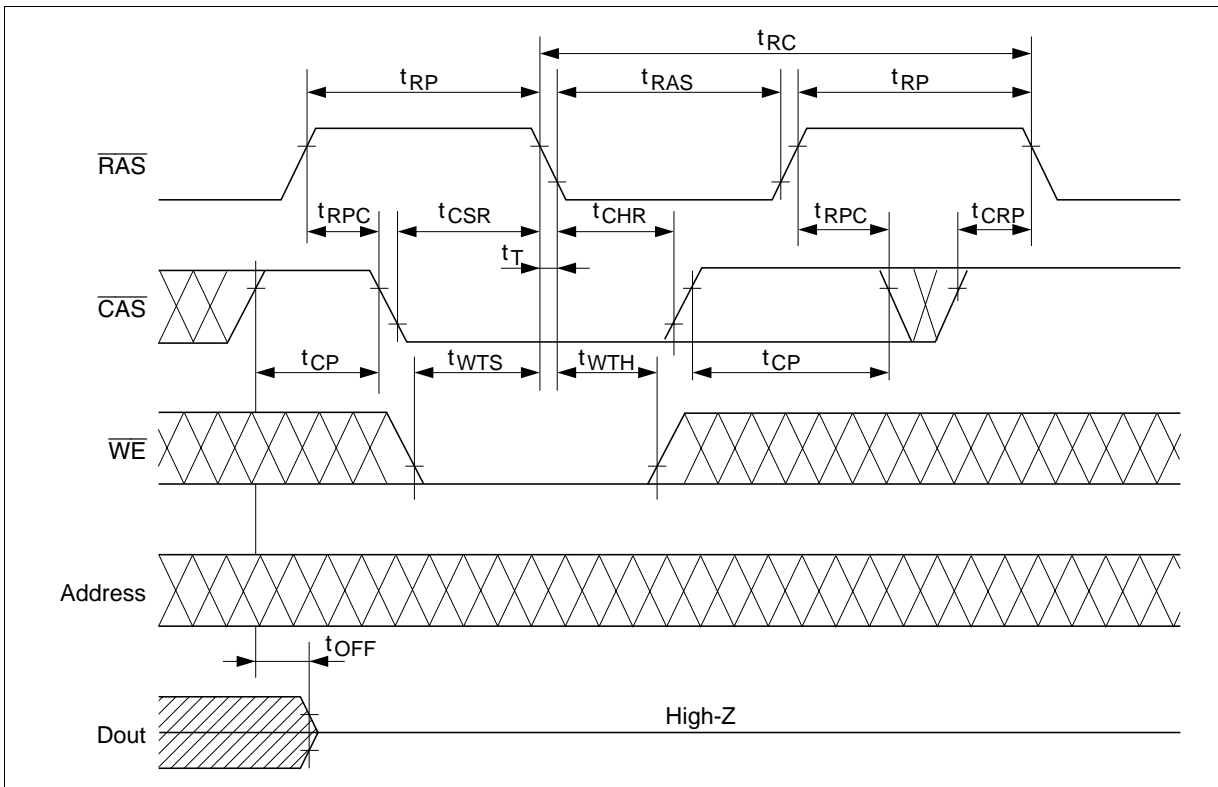 tRC
tRP tRAS tRP
RAS
tRPC tCSR tCHR tRPC tCRP
tT
CAS
tCP tWTS tWTH tCP
WE
Address
tOFF
High-Z
Dout